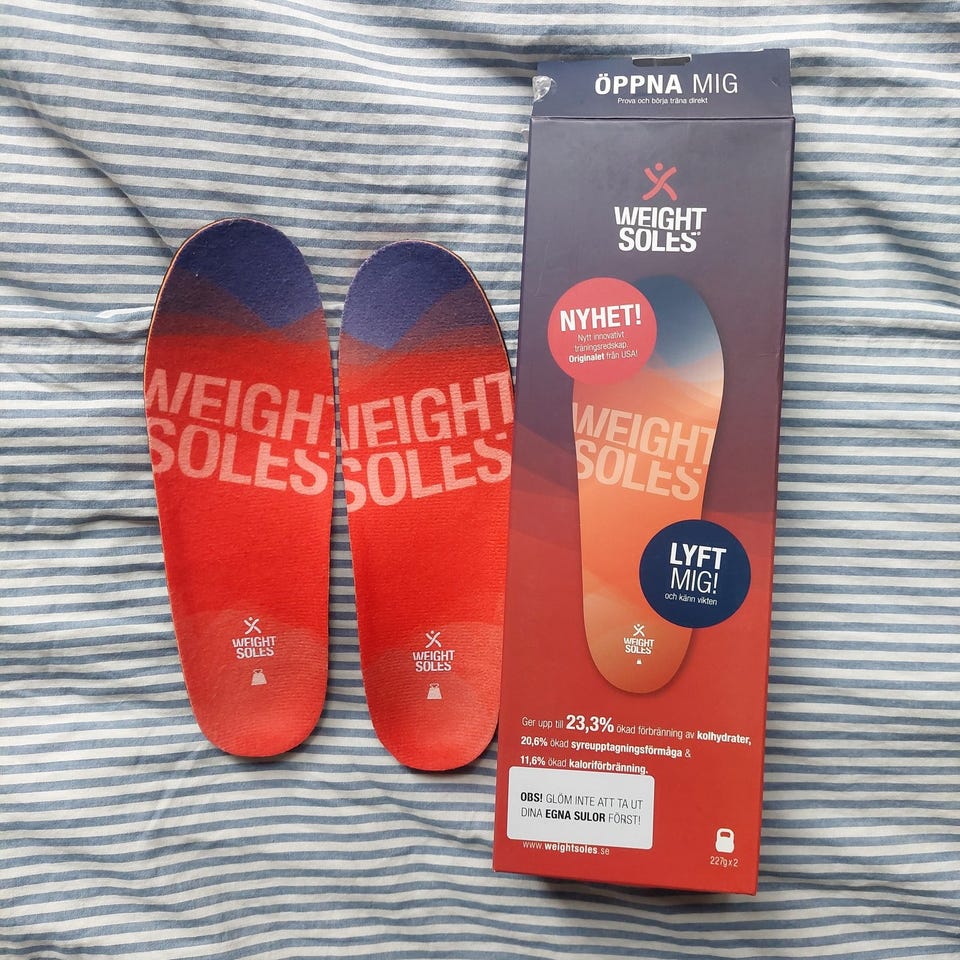 ÖPPNA MIG
Prova och börja träna direkt
WEIGHT
SOLES
NYHET!
Nytt innovativt
träningsredskap.
Originalet från USA!
WEIGHT
SOLES
LYFT
MIG!
och känn vikten
WEIGHT
SOLES
Ger upp till 23,3% ökad förbränning av kolhydrater,
20,6% ökad syreupptagningsförmåga &
11,6% ökad kaloriförbränning.
OBS! GLÖM INTE ATT TA UT
DINA EGNA SULOR FÖRST!
www.weightsoles.se
227g x 2
WEIGHT
SOLES
WEIGHT
SOLES
WEIGHT
SOLES
WEIGHT
SOLES